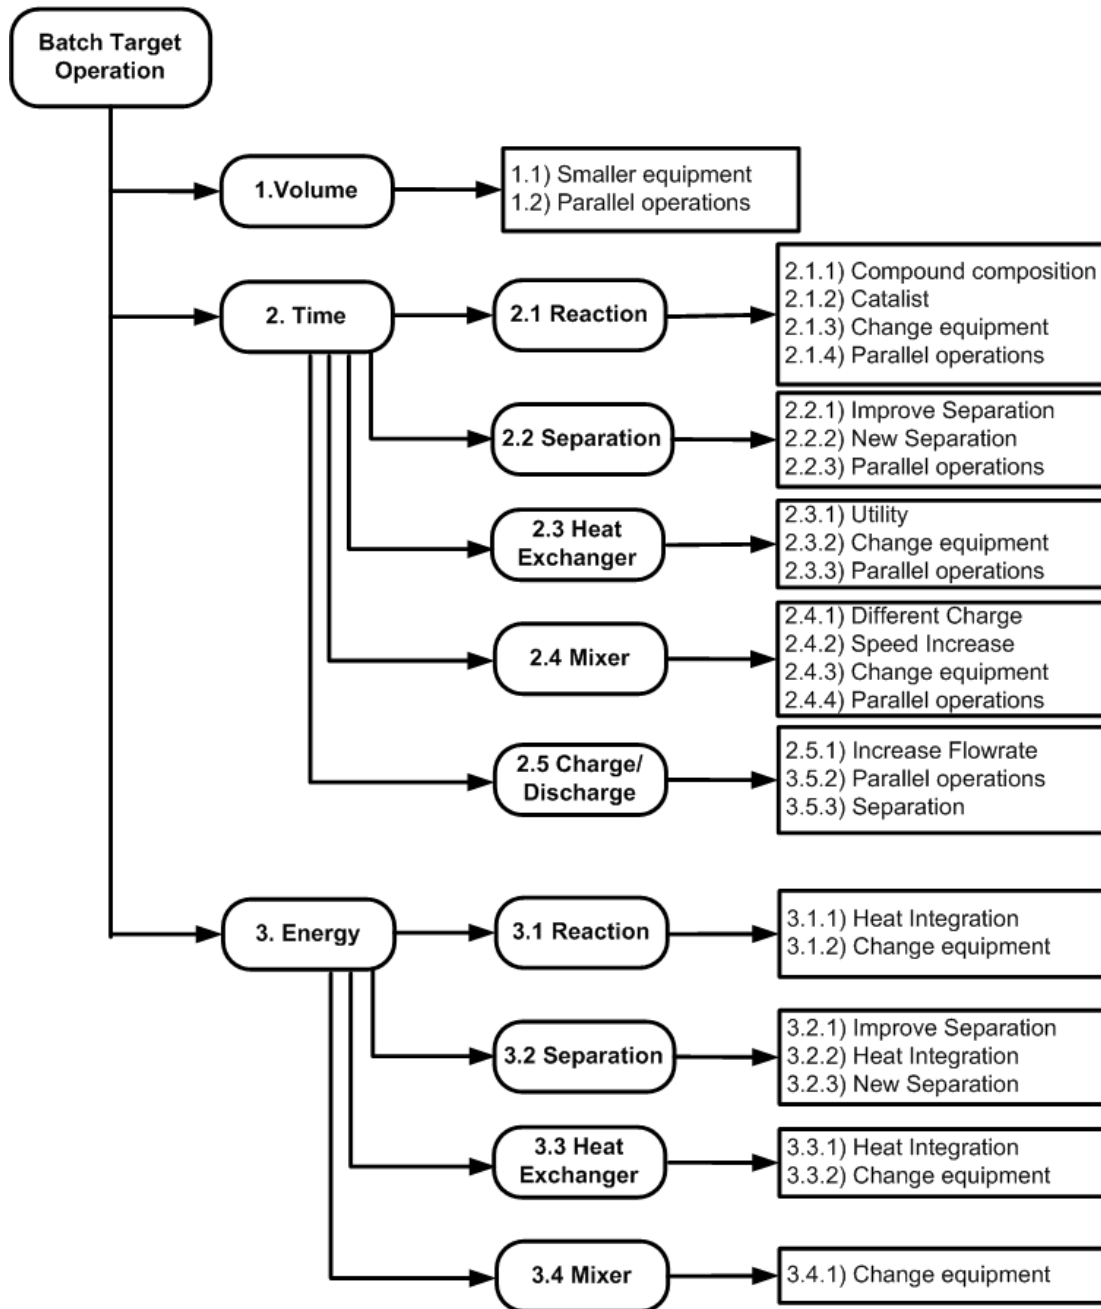 Batch Target
Operation
1.Volume
1.1) Smaller equipment
1.2) Parallel operations
2. Time
2.1 Reaction
2.1.1) Compound composition
2.1.2) Catalist
2.1.3) Change equipment
2.1.4) Parallel operations
2.2 Separation
2.2.1) Improve Separation
2.2.2) New Separation
2.2.3) Parallel operations
2.3 Heat
Exchanger
2.3.1) Utility
2.3.2) Change equipment
2.3.3) Parallel operations
2.4 Mixer
2.4.1) Different Charge
2.4.2) Speed Increase
2.4.3) Change equipment
2.4.4) Parallel operations
2.5 Charge/
Discharge
2.5.1) Increase Flowrate
3.5.2) Parallel operations
3.5.3) Separation
3. Energy
3.1 Reaction
3.1.1) Heat Integration
3.1.2) Change equipment
3.2 Separation
3.2.1) Improve Separation
3.2.2) Heat Integration
3.2.3) New Separation
3.3 Heat
Exchanger
3.3.1) Heat Integration
3.3.2) Change equipment
3.4 Mixer
3.4.1) Change equipment